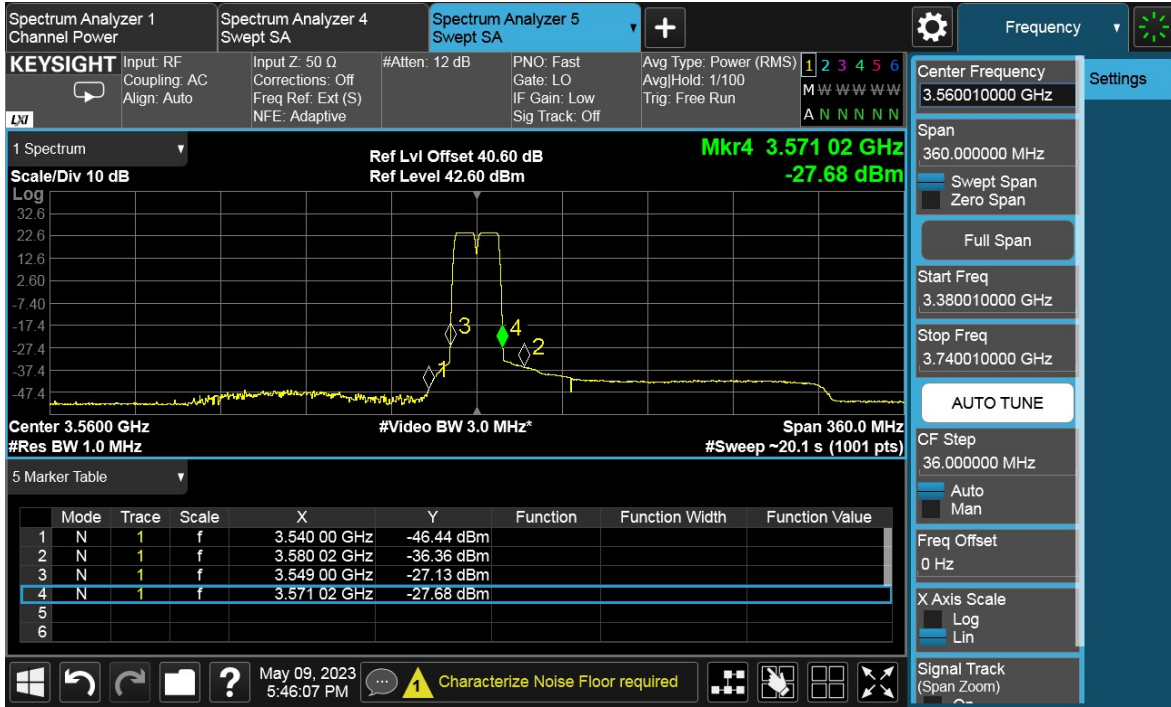 Spectrum Analyzer 1
Channel Power
Spectrum Analyzer 4
Swept SA
Spectrum Analyzer 5
Swept SA
Frequency
KEYSIGHT
LXI
Input: RF
Coupling: AC
Align: Auto
Input Z: 50 Ω
Corrections: Off
Freq Ref: Ext (S)
NFE: Adaptive
#Atten: 12 dB
PNO: Fast
Gate: LO
IF Gain: Low
Sig Track: Off
Avg Type: Power (RMS)
Avg|Hold: 1/100
Trig: Free Run
1 2 3 4 5 6
M W W W W W
A N N N N N
1 Spectrum
Scale/Div 10 dB
Ref Lvl Offset 40.60 dB
Ref Level 42.60 dBm
Mkr4 3.571 02 GHz
-27.68 dBm
Log
32.6
22.6
12.6
2.60
-7.40
-17.4
-27.4
-37.4
-47.4
3
4
2
1
Center 3.5600 GHz
#Res BW 1.0 MHz
#Video BW 3.0 MHz*
Span 360.0 MHz
#Sweep ~20.1 s (1001 pts)
5 Marker Table
Mode Trace Scale X Y Function Function Width Function Value
1 N 1 f 3.540 00 GHz -46.44 dBm
2 N 1 f 3.580 02 GHz -36.36 dBm
3 N 1 f 3.549 00 GHz -27.13 dBm
4 N 1 f 3.571 02 GHz -27.68 dBm
5
6
?
May 09, 2023
5:46:07 PM
1
Characterize Noise Floor required
Settings
Center Frequency
3.560010000 GHz
Span
360.000000 MHz
Swept Span
Zero Span
Full Span
Start Freq
3.380010000 GHz
Stop Freq
3.740010000 GHz
AUTO TUNE
CF Step
36.000000 MHz
Auto
Man
Freq Offset
0 Hz
X Axis Scale
Log
Lin
Signal Track
(Span Zoom)